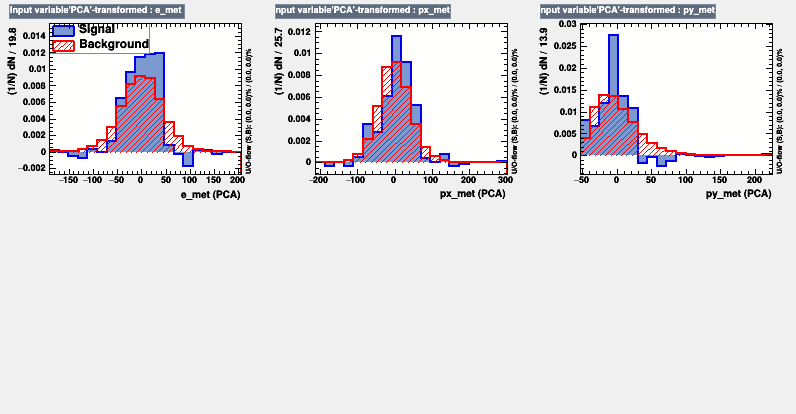 Input variable'PCA'-transformed : e_met
(1/N) dN / 19.8
0.014
0.012
0.01
0.008
0.006
0.004
0.002
0
−0.002
Signal
Background
−150 −100 −50 0 50 100 150 200
e_met (PCA)
U/O-flow (S,B): (0.0, 0.0)% / (0.0, 0.0)%
nput variable'PCA'-transformed : px_met
(1/N) dN / 25.7
0.012
0.01
0.008
0.006
0.004
0.002
0
−200 −100 0 100 200 300
px_met (PCA)
U/O-flow (S,B): (0.0, 0.0)% / (0.0, 0.0)%
nput variable'PCA'-transformed : py_met
(1/N) dN / 13.9
0.03
0.025
0.02
0.015
0.01
0.005
0
−50 0 50 100 150 200
py_met (PCA)
U/O-flow (S,B): (0.0, 0.0)% / (0.0, 0.0)%